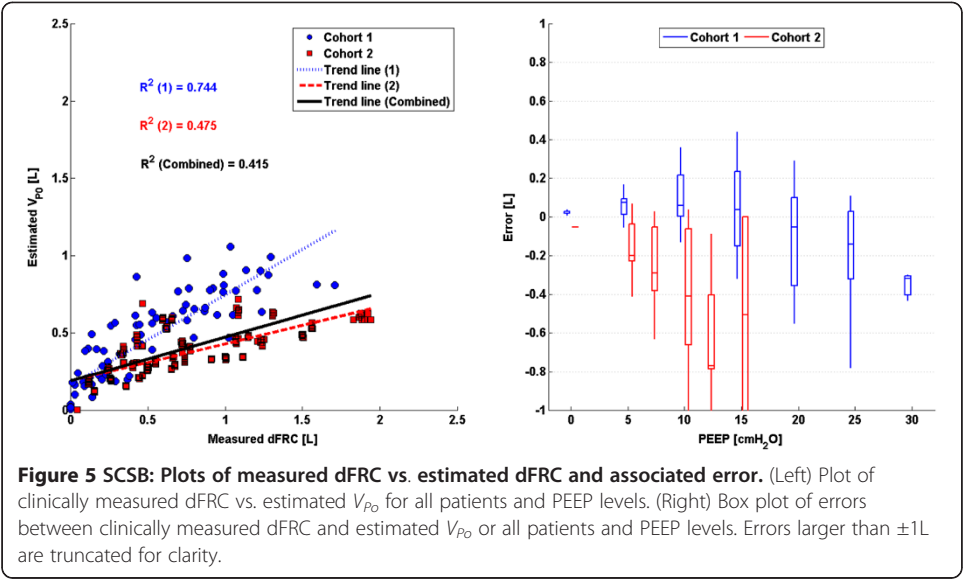 2.5
2
1.5
1
0.5
0
0
0.5
1
1.5
2
2.5
Estimated V_P0 [L]
Measured dFRC [L]
R² (1) = 0.744
R² (2) = 0.475
R² (Combined) = 0.415
Cohort 1
Cohort 2
Trend line (1)
Trend line (2)
Trend line (Combined)
1
0.8
0.6
0.4
0.2
0
-0.2
-0.4
-0.6
-0.8
-1
0
5
10
15
20
25
30
Error [L]
PEEP [cmH₂O]
Cohort 1 Cohort 2
Figure 5 SCSB: Plots of measured dFRC vs. estimated dFRC and associated error. (Left) Plot of
clinically measured dFRC vs. estimated V_Po for all patients and PEEP levels. (Right) Box plot of errors
between clinically measured dFRC and estimated V_Po or all patients and PEEP levels. Errors larger than ±1L
are truncated for clarity.